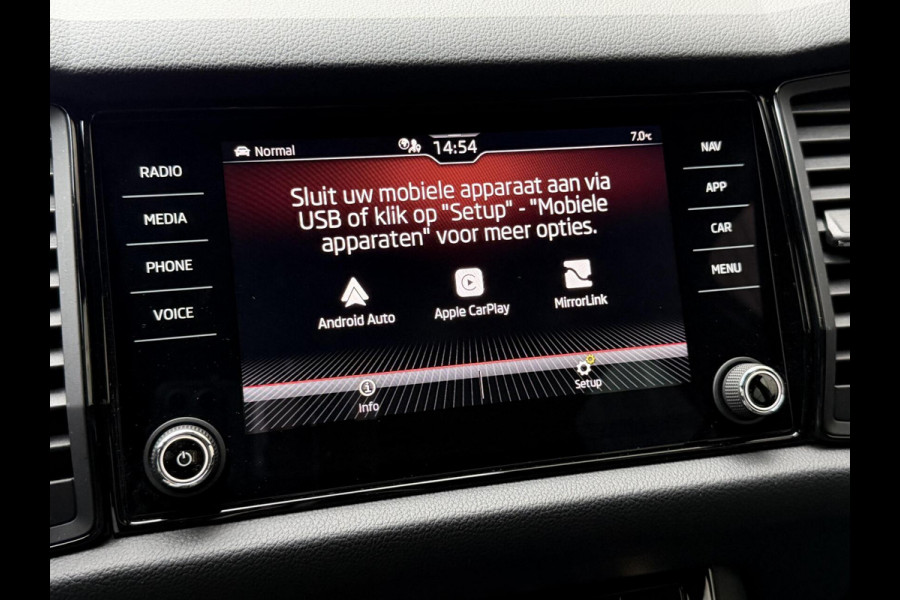 Normal
14:54
7.0°C
RADIO
MEDIA
PHONE
VOICE
Sluit uw mobiele apparaat aan via
USB of klik op "Setup" - "Mobiele
apparaten" voor meer opties.
Android Auto
Apple CarPlay
MirrorLink
Info
Setup
NAV
APP
CAR
MENU